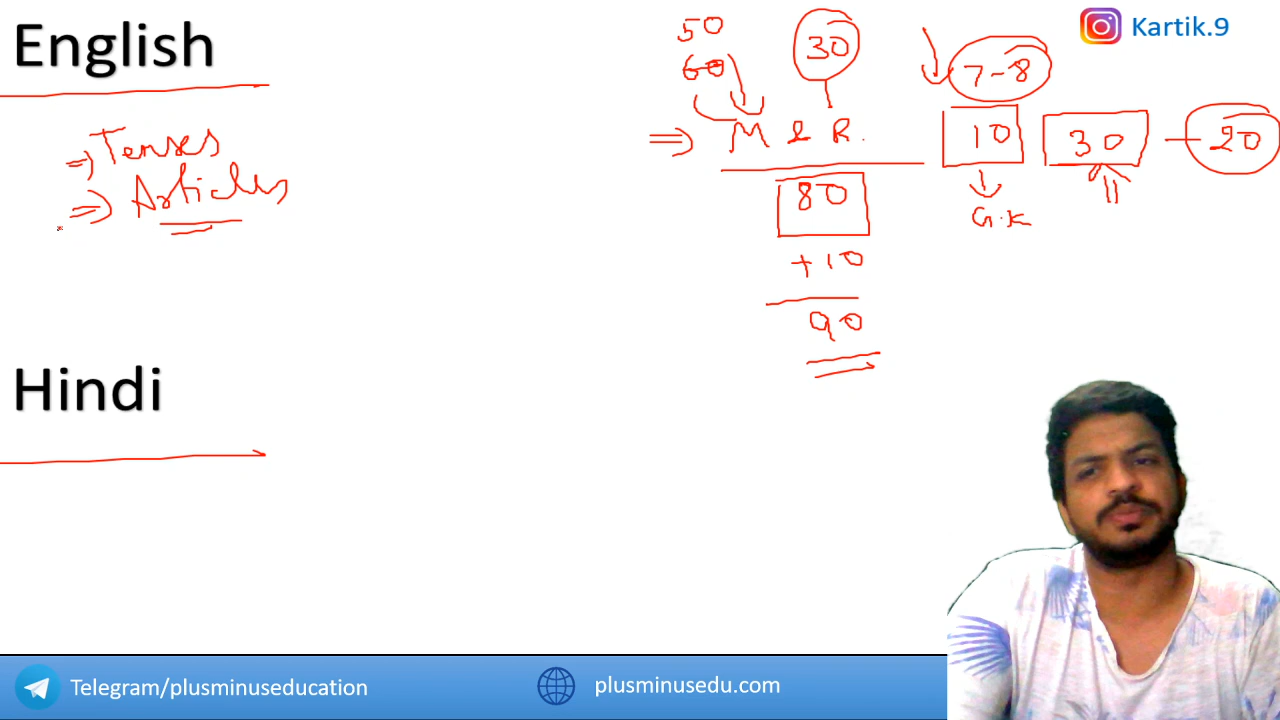 English
Tenses
Articles
Hindi
50
60
30
7-8
Kartik.9
⇒ M & R. 10 30 - 20
80
G.K
+10
90
Telegram/plusminuseducation
plusminusedu.com